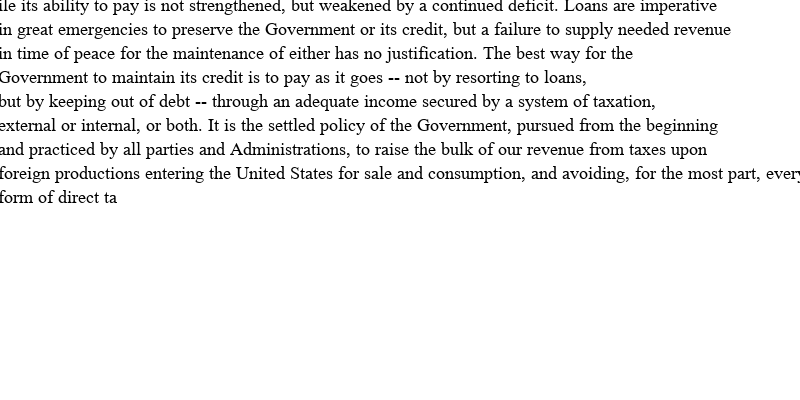 ile its ability to pay is not strengthened, but weakened by a continued deficit. Loans are imperative
in great emergencies to preserve the Government or its credit, but a failure to supply needed revenue
in time of peace for the maintenance of either has no justification. The best way for the
Government to maintain its credit is to pay as it goes -- not by resorting to loans,
but by keeping out of debt -- through an adequate income secured by a system of taxation,
external or internal, or both. It is the settled policy of the Government, pursued from the beginning
and practiced by all parties and Administrations, to raise the bulk of our revenue from taxes upon
foreign productions entering the United States for sale and consumption, and avoiding, for the most part, every
form of direct ta